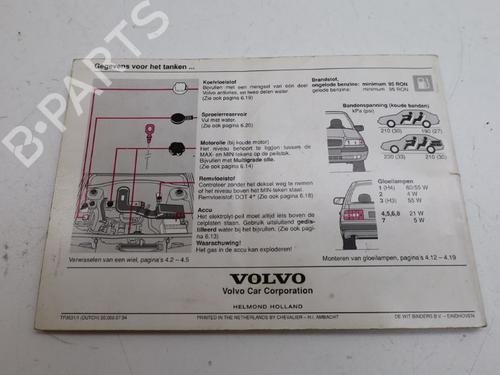 Gegevens voor het tanken ...
Koelvloeistof
Bijvullen met een mengsel van één deel
Volvo antivries, en twee delen water.
(Zie ook pagina 6.19)
Sproeierreservoir
Vul met water.
(Zie ook pagina 6.20)
Motorolie (bij koude motor)
Het niveau behoort te liggen tussen de
MAX- en MIN-tekens op de peilstok.
Bijvullen met Multigrade olie.
(Zie ook pagina 6.14)
Remvloeistof
Controleer zonder het deksel weg te nemen
of het niveau boven het MIN-teken staat.
Remvloeistof: DOT 4* (Zie ook pagina 6.18)
Accu
Het elektrolyt-peil moet altijd iets boven de
celplaten staan. Gebruik uitsluitend gedis-
tilleerd water bij het bijvullen. (Zie ook
pagina 6.13)
Waarschuwing!
Het gas in de accu kan exploderen!
Verwisselen van een wiel, pagina's 4.2 – 4.5
Brandstof,
ongelode benzine: minimum 95 RON
gelode benzine: minimum 95 RON
Bandenspanning (koude banden)
kPa (psi)
210 (30) 190 (27)
230 (33) 210 (30)
Gloeilampen
1 (H4) 60/55 W
2 4 W
3 (H3) 55 W
4,5,6,8 21 W
7 5 W
Monteren van gloeilampen, pagina's 4.12 – 4.19
VOLVO
Volvo Car Corporation
HELMOND HOLLAND
PRINTED IN THE NETHERLANDS BY CHEVALIER - H.I. AMBACHT
DE WIT BINDERS B.V. – EINDHOVEN
B-PARTS